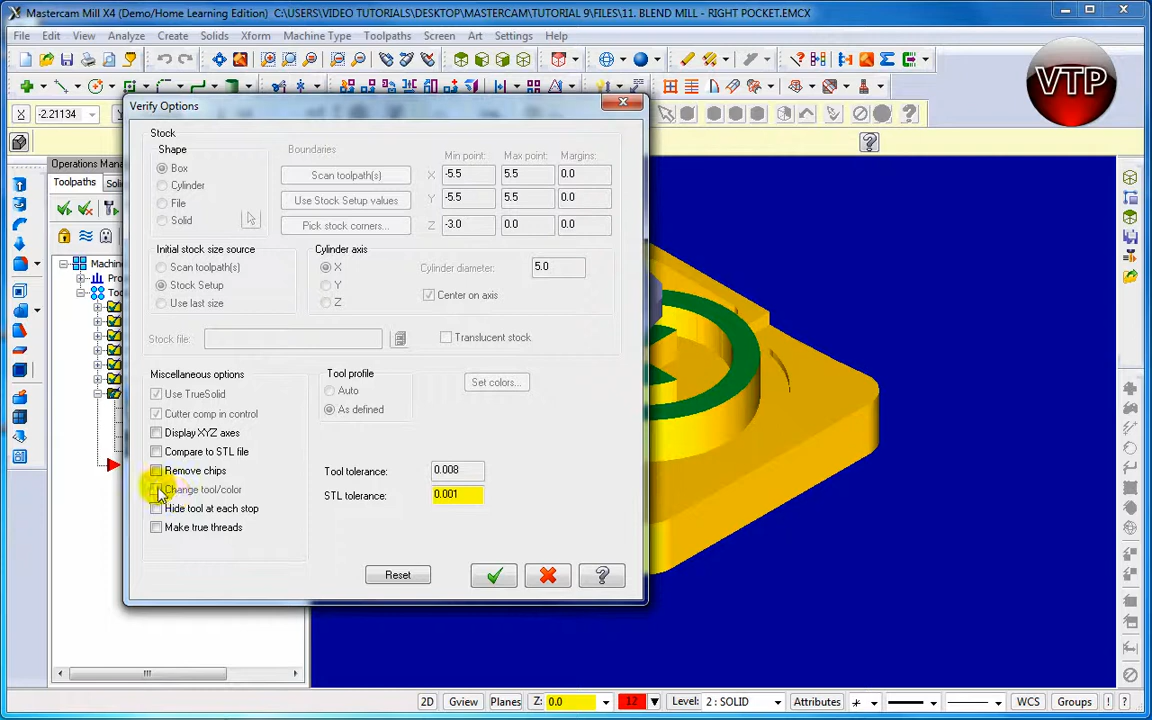 Mastercam Mill X4 (Demo/Home Learning Edition) C:\USERS\VIDEO TUTORIALS\DESKTOP\MASTERCAM\TUTORIAL 9\FILES\11. BLEND MILL - RIGHT POCKET.EMCX
File Edit View Analyze Create Solids Xform Machine Type Toolpaths Screen Art Settings Help
VTP
X -2.21134
Verify Options
Stock
Shape
Boundaries
Min point: Max point: Margins:
Box
Scan toolpath(s)
X -5.5 5.5 0.0
Cylinder
Use Stock Setup values
Y -5.5 5.5 0.0
File
Solid
Pick stock corners...
Z -3.0 0.0 0.0
Operations Mana
Toolpaths Soli
Initial stock size source
Cylinder axis
Scan toolpath(s)
X
Cylinder diameter: 5.0
Stock Setup
Y
Center on axis
Use last size
Z
Machin
Pro
Too
Stock file:
Translucent stock
Miscellaneous options
Tool profile
Set colors...
Use TrueSolid
Auto
Cutter comp in control
As defined
Display XYZ axes
Compare to STL file
Remove chips
Tool tolerance: 0.008
Change tool/color
STL tolerance: 0.001
Hide tool at each stop
Make true threads
Reset
2D Gview Planes Z: 0.0 12 Level: 2 : SOLID Attributes WCS Groups ! ?